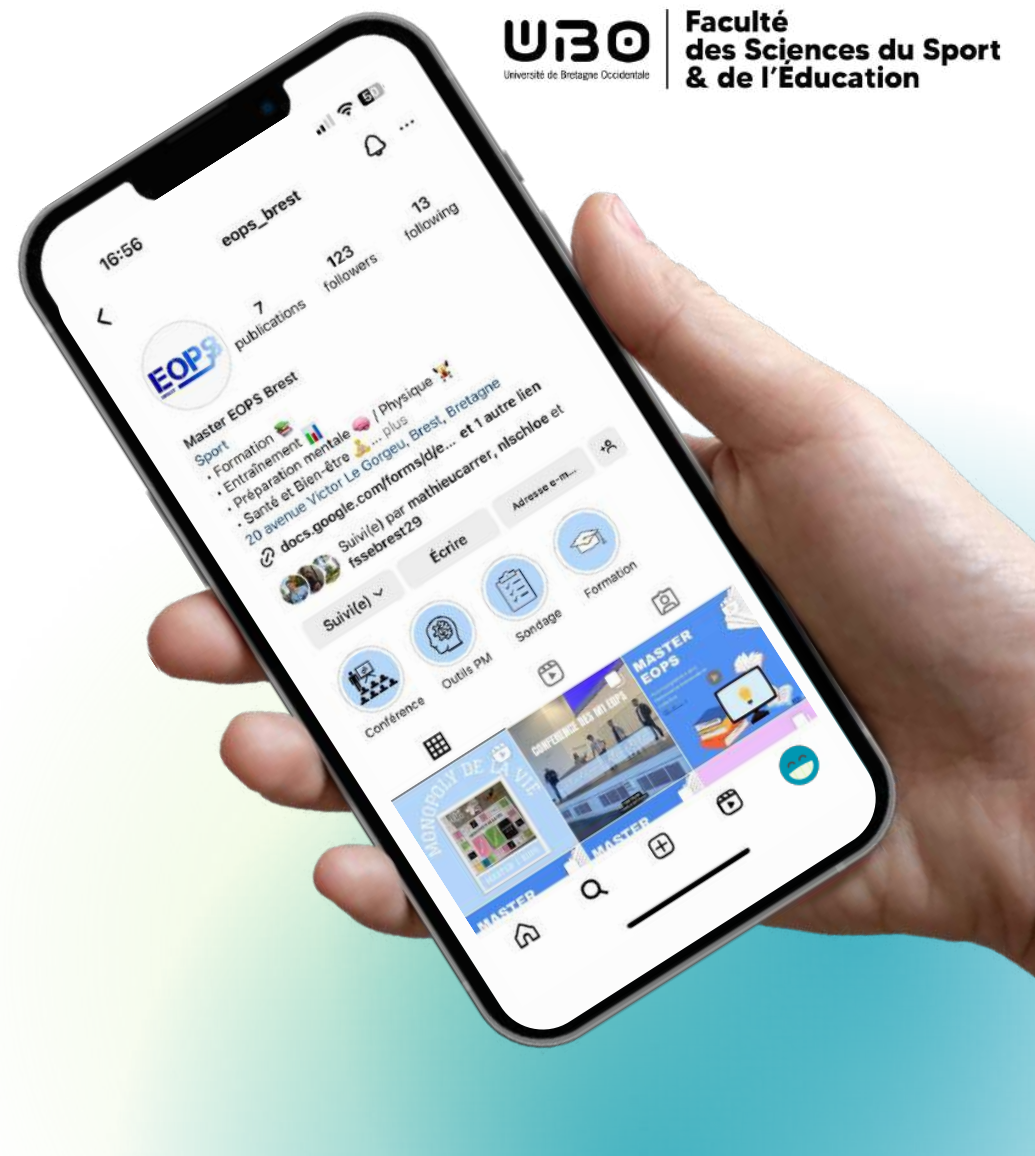 UBO
Université de Bretagne Occidentale
Faculté
des Sciences du Sport
& de l'Éducation
16:56
50
eops_brest
7
publications
123
followers
13
following
EOPS
Master EOPS Brest
Sport
• Formation 📚
• Entraînement 📊
• Préparation mentale 🧠 / Physique 🏋️
• Santé et Bien-être 🧘... plus
20 avenue Victor Le Gorgeu, Brest, Bretagne
docs.google.com/forms/d/e... et 1 autre lien
Suivi(e) par mathieucarrer, nlschloe et
fssebrest29
Suivi(e)
Écrire
Adresse e-m...
Conférence
Outils PM
Sondage
Formation
MONOPOLY DE LA VIE
CONFERENCE DES M1 EOPS
MASTER
EOPS
MASTER
MASTER